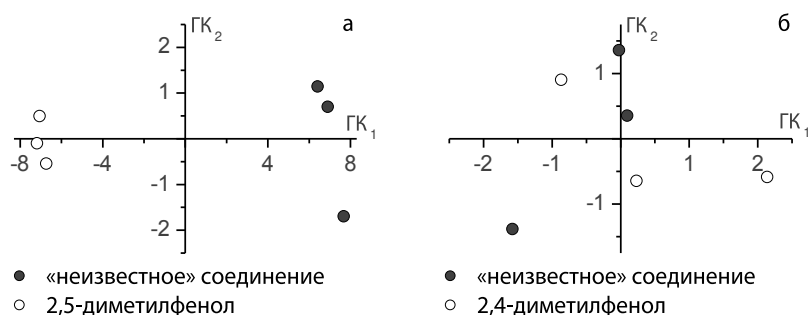 ГК2
а
2
1
ГК1
-8
-4
4
8
-1
-2
«неизвестное» соединение
2,5-диметилфенол
ГК2
б
1
ГК1
-2
-1
1
2
-1
«неизвестное» соединение
2,4-диметилфенол